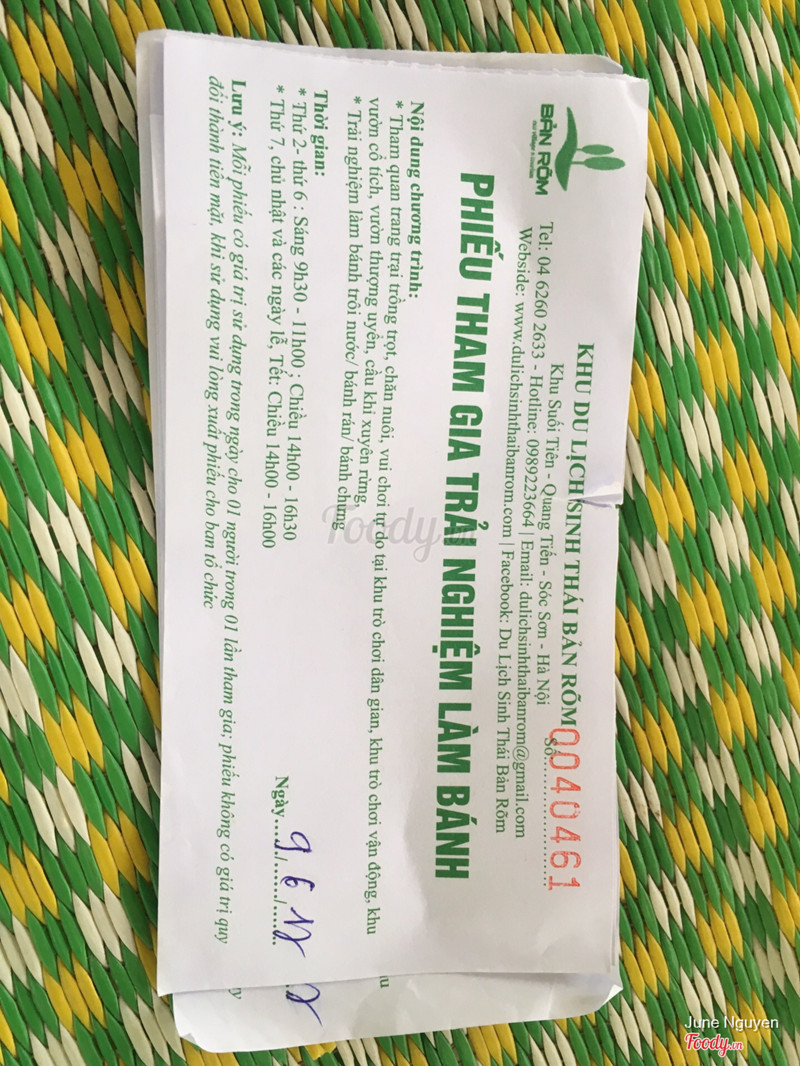 BẢN RÕM
KHU DU LỊCH SINH THÁI BẢN RÕM
Khu Suối Tiên - Quang Tiến - Sóc Sơn - Hà Nội
Số
0040461
Tel: 04 6260 2633 - Hotline: 0989223664 | Email: dulichsinhthaibanrom@gmail.com
Webside: www.dulichsinhthaibanrom.com | Facebook: Du Lịch Sinh Thái Bản Rõm
PHIẾU THAM GIA TRẢI NGHIỆM LÀM BÁNH
Nội dung chương trình:
* Tham quan trang trại trồng trọt, chăn nuôi, vui chơi tự do tại khu trò chơi dân gian, khu trò chơi vận động, khu
vườn cổ tích, vườn thượng uyển, cầu khỉ xuyên rừng
* Trải nghiệm làm bánh trôi nước/ bánh rán/ bánh chưng
Thời gian:
* Thứ 2- thứ 6 : Sáng 9h30 - 11h00 ; Chiều 14h00 - 16h30
* Thứ 7, chủ nhật và các ngày lễ, Tết: Chiều 14h00 - 16h00
Ngày..../....../.....
9 6 17
Lưu ý: Mỗi phiếu có giá trị sử dụng trong ngày cho 01 người trong 01 lần tham gia; phiếu không có giá trị quy
đổi thành tiền mặt, khi sử dụng vui lòng xuất phiếu cho ban tổ chức
Foody.vn
June Nguyen
Foody.vn